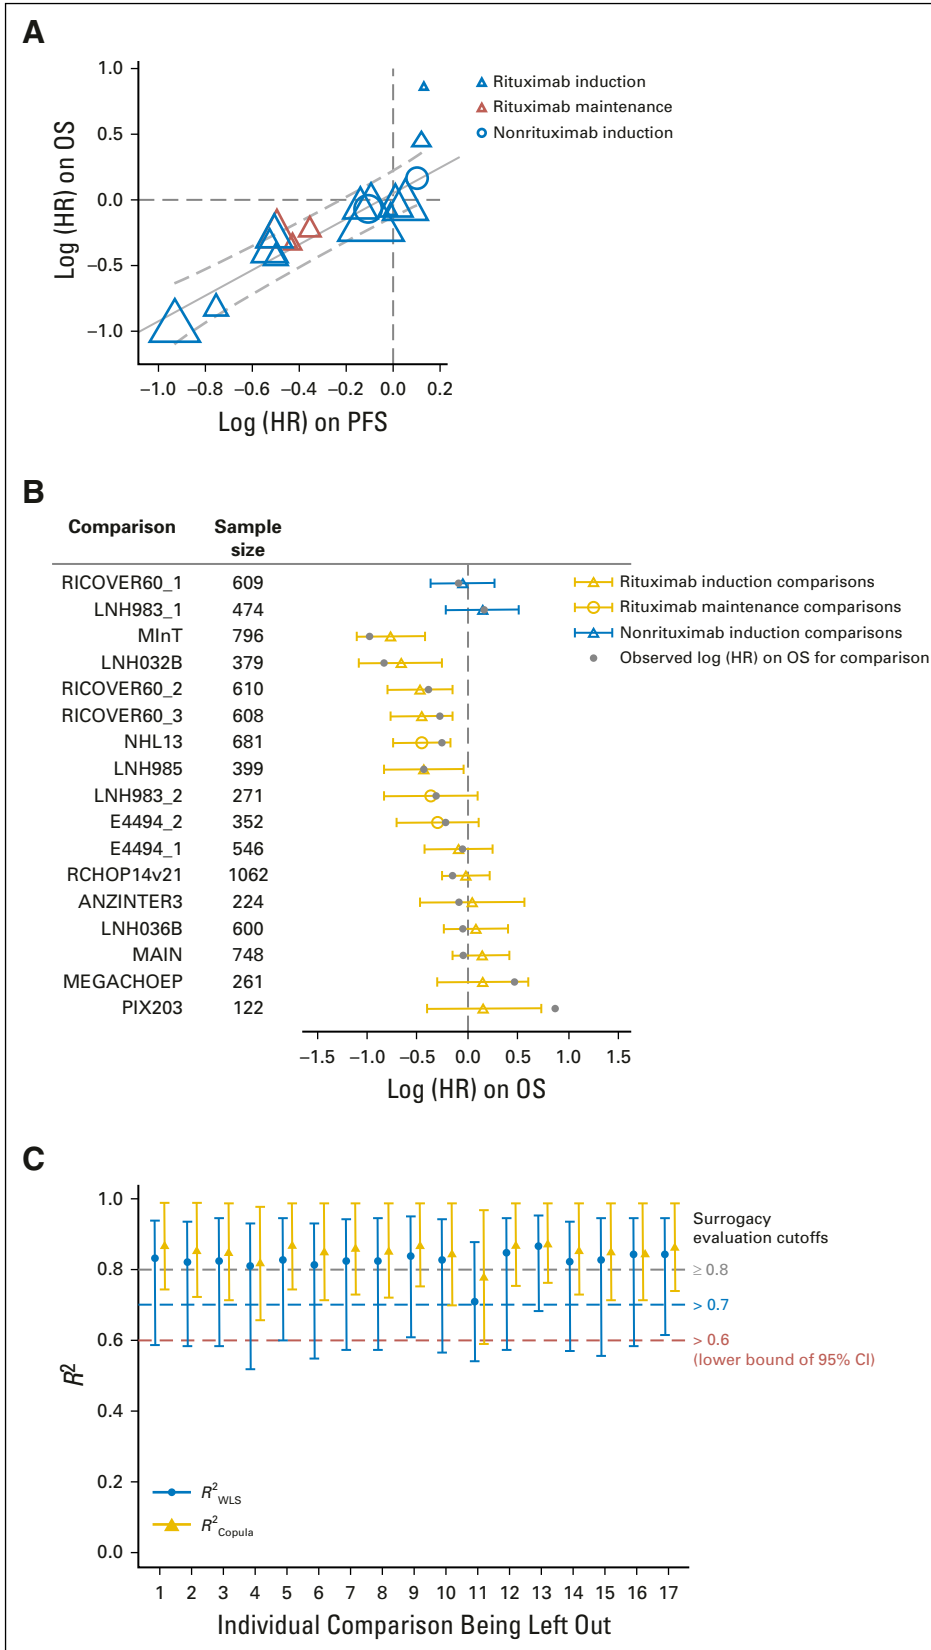 A
Log (HR) on OS
1.0
0.5
0.0
−0.5
−1.0
−1.0 −0.8 −0.6 −0.4 −0.2 0.0 0.2
Log (HR) on PFS
Rituximab induction
Rituximab maintenance
Nonrituximab induction
B
Comparison Sample size
RICOVER60_1 609
LNH983_1 474
MInT 796
LNH032B 379
RICOVER60_2 610
RICOVER60_3 608
NHL13 681
LNH985 399
LNH983_2 271
E4494_2 352
E4494_1 546
RCHOP14v21 1062
ANZINTER3 224
LNH036B 600
MAIN 748
MEGACHOEP 261
PIX203 122
Rituximab induction comparisons
Rituximab maintenance comparisons
Nonrituximab induction comparisons
Observed log (HR) on OS for comparison
−1.5 −1.0 −0.5 0.0 0.5 1.0 1.5
Log (HR) on OS
C
R²
1.0
0.8
0.6
0.4
0.2
0.0
Surrogacy
evaluation cutoffs
≥ 0.8
> 0.7
> 0.6
(lower bound of 95% CI)
R²WLS
R²Copula
1 2 3 4 5 6 7 8 9 10 11 12 13 14 15 16 17
Individual Comparison Being Left Out